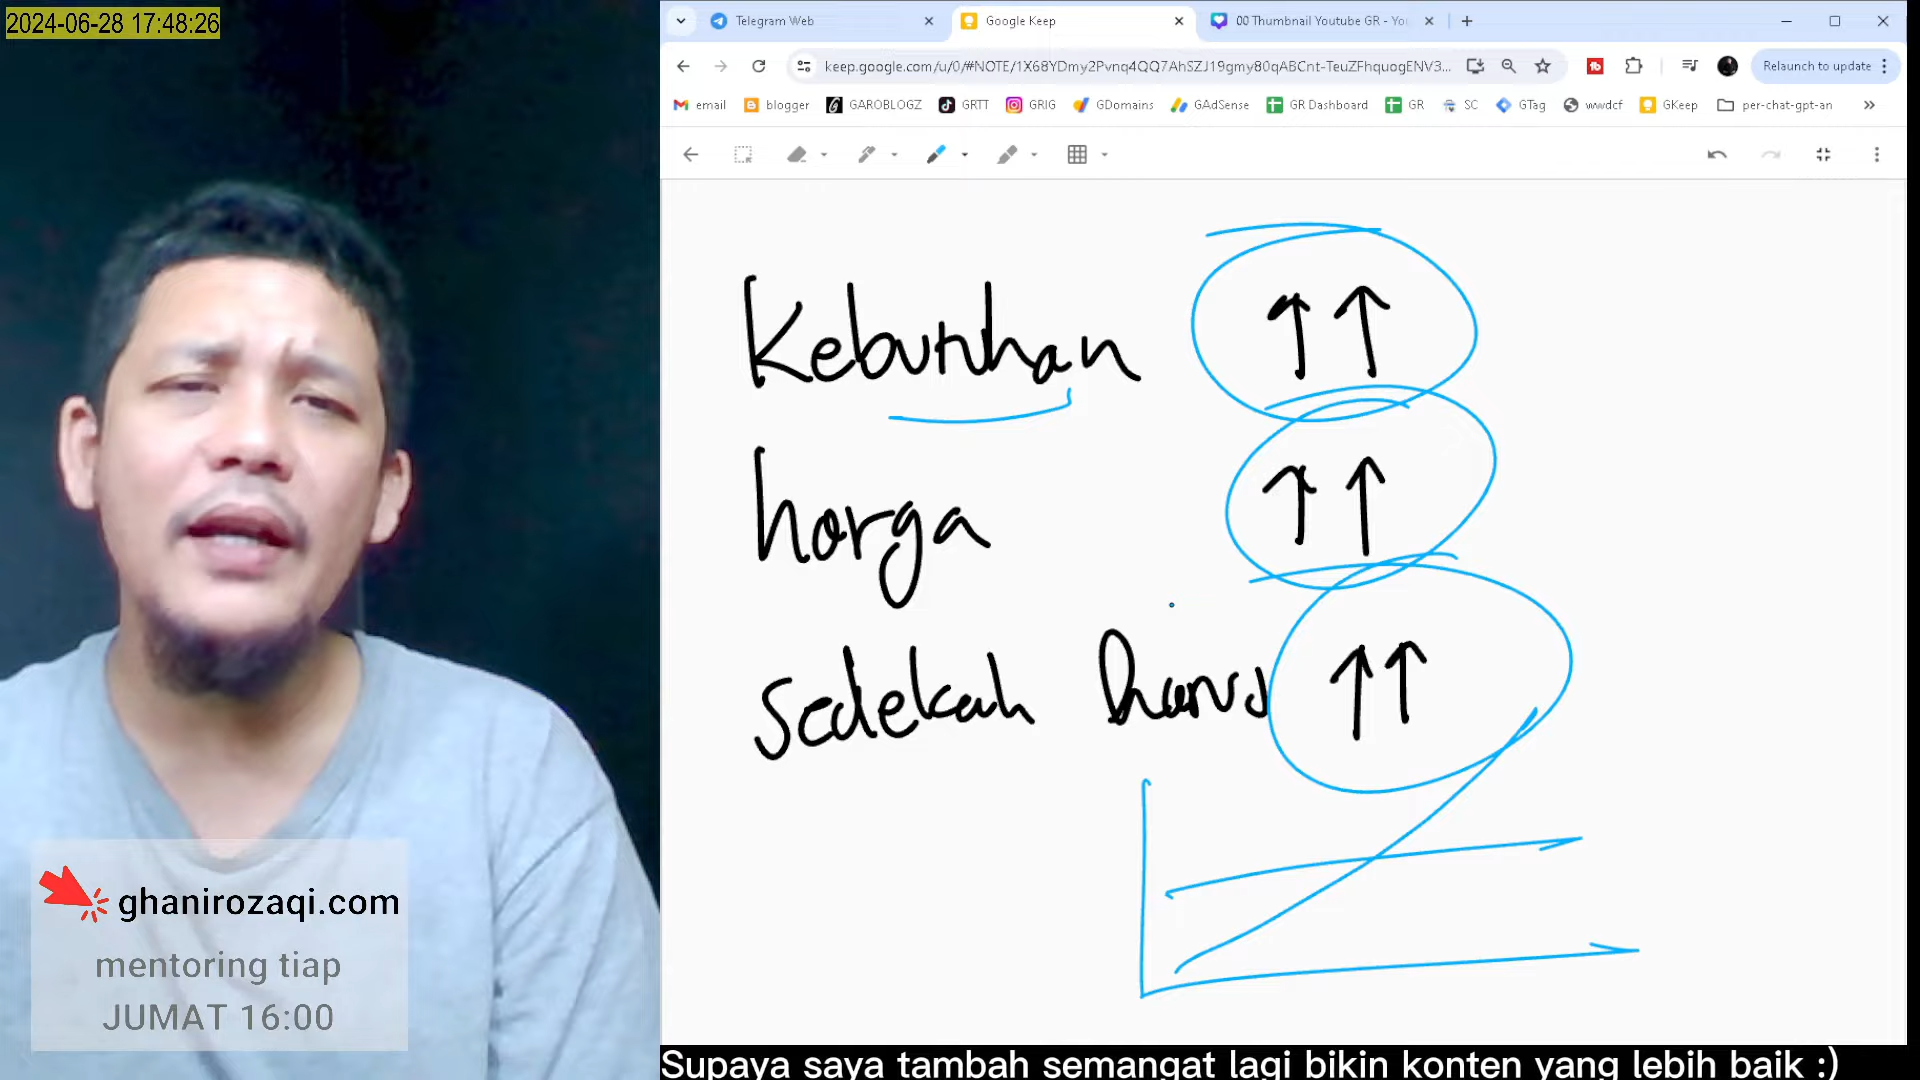 2024-06-28 17:48:26
Telegram Web
Google Keep
00 Thumbnail Youtube GR - You
keep.google.com/u/0/#NOTE/1X68YDmy2Pvnq4QQ7AhSZJ19gmy80qABCnt-TeuZFhquogENV3...
Relaunch to update
email
blogger
GAROBLOGZ
GRTT
GRIG
GDomains
GAdSense
GR Dashboard
GR
SC
GTag
wwdcf
GKeep
per-chat-gpt-an
Kebutuhan ↑↑
harga ↑↑
sedekah harus ↑↑
ghanirozaqi.com
mentoring tiap
JUMAT 16:00
Supaya saya tambah semangat lagi bikin konten yang lebih baik :)